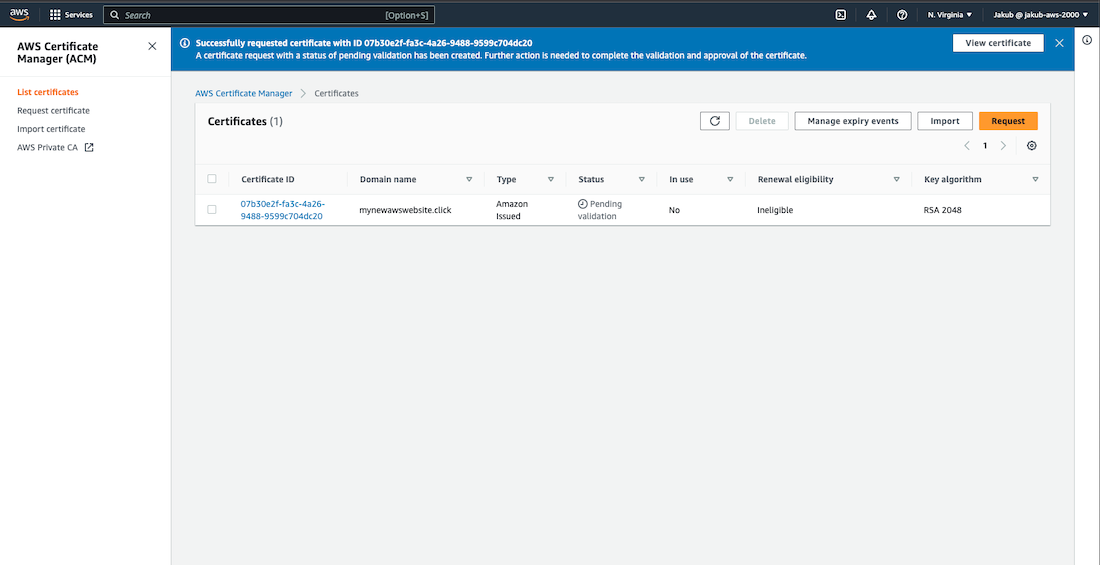 aws Services Search [Option+S] N. Virginia Jakub @ jakub-aws-2000
AWS Certificate
Manager (ACM)
List certificates
Request certificate
Import certificate
AWS Private CA
Successfully requested certificate with ID 07b30e2f-fa3c-4a26-9488-9599c704dc20
A certificate request with a status of pending validation has been created. Further action is needed to complete the validation and approval of the certificate.
View certificate
AWS Certificate Manager Certificates
Certificates (1)
Delete Manage expiry events Import Request
1
Certificate ID Domain name Type Status In use Renewal eligibility Key algorithm
07b30e2f-fa3c-4a26-
9488-9599c704dc20
mynewawswebsite.click
Amazon
Issued
Pending
validation
No
Ineligible
RSA 2048